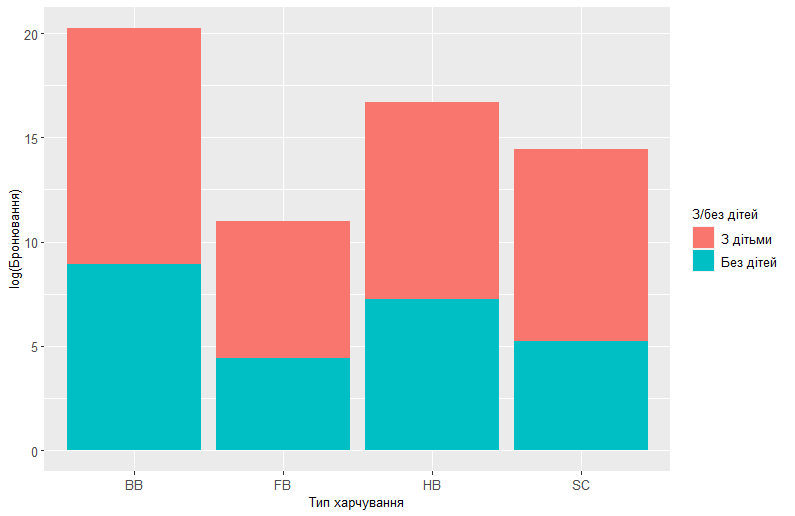 20
15
10
5
0
log(Бронювання)
BB
FB
HB
SC
Тип харчування
З/без дітей
З дітьми
Без дітей